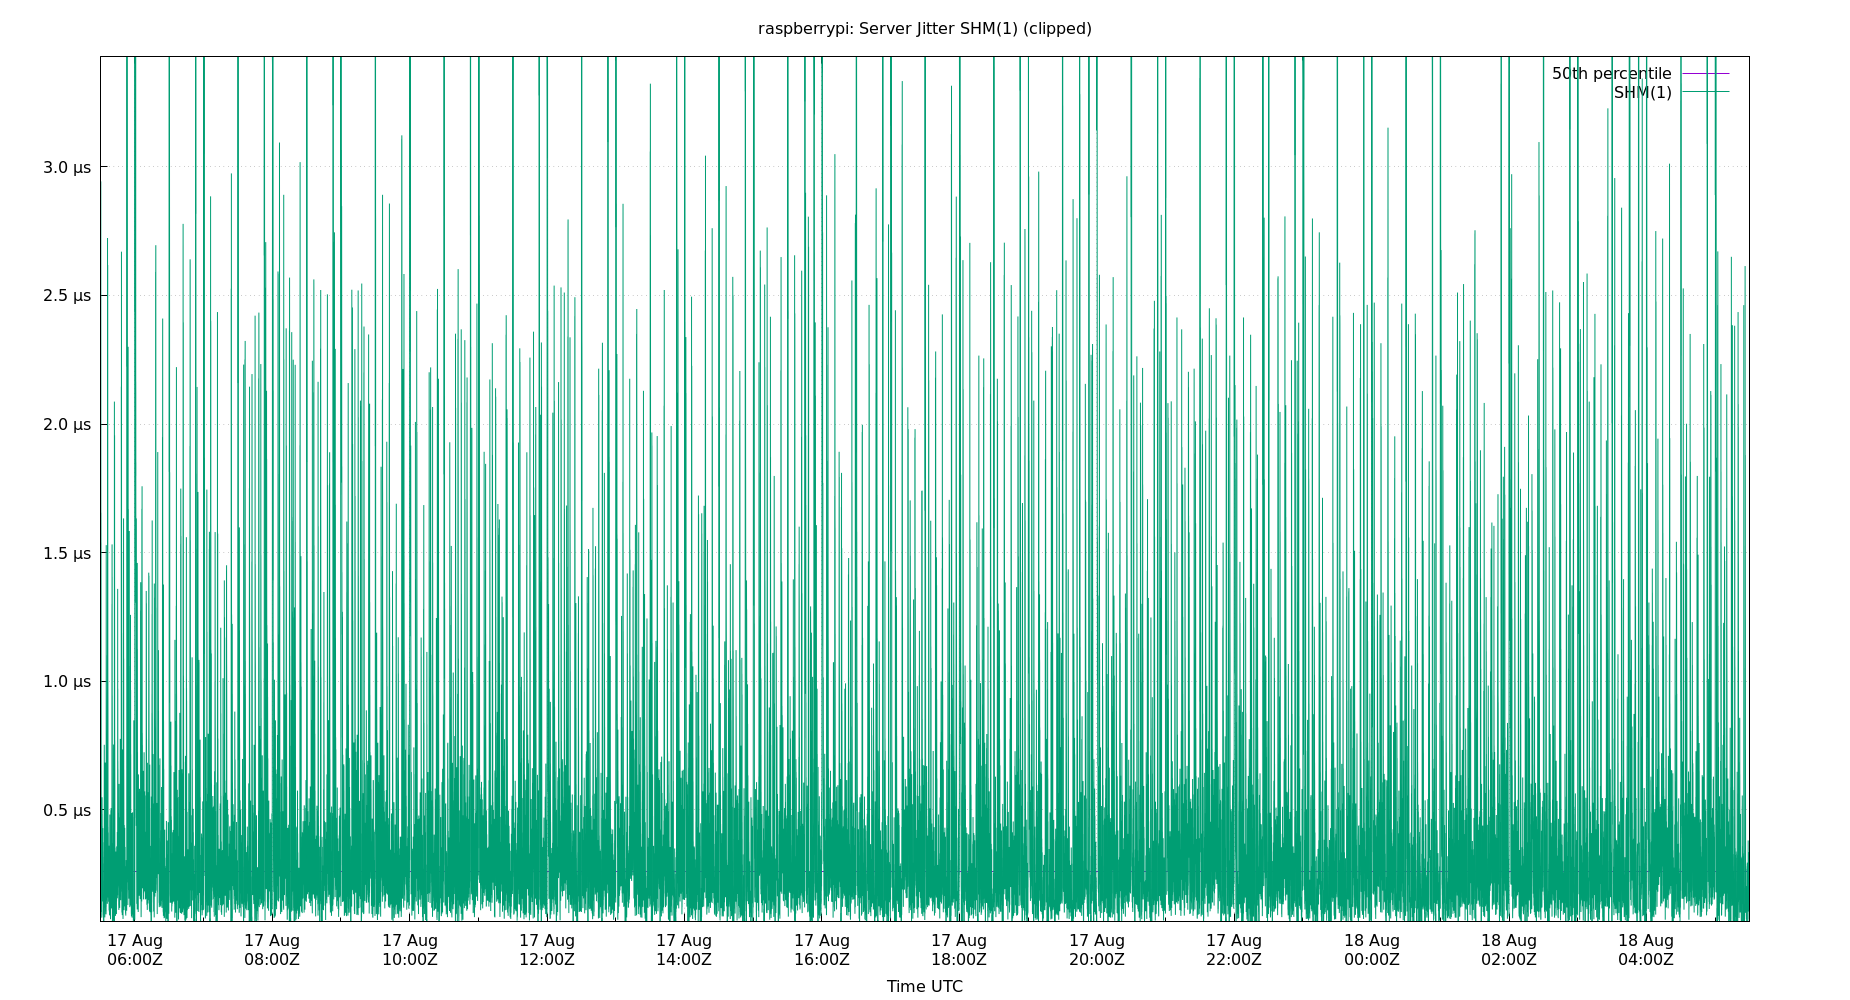 raspberrypi: Server Jitter SHM(1) (clipped)
50th percentile
SHM(1)
3.0 µs
2.5 µs
2.0 µs
1.5 µs
1.0 µs
0.5 µs
17 Aug 17 Aug 17 Aug 17 Aug 17 Aug 17 Aug 17 Aug 17 Aug 17 Aug 18 Aug 18 Aug 18 Aug
06:00Z 08:00Z 10:00Z 12:00Z 14:00Z 16:00Z 18:00Z 20:00Z 22:00Z 00:00Z 02:00Z 04:00Z
Time UTC